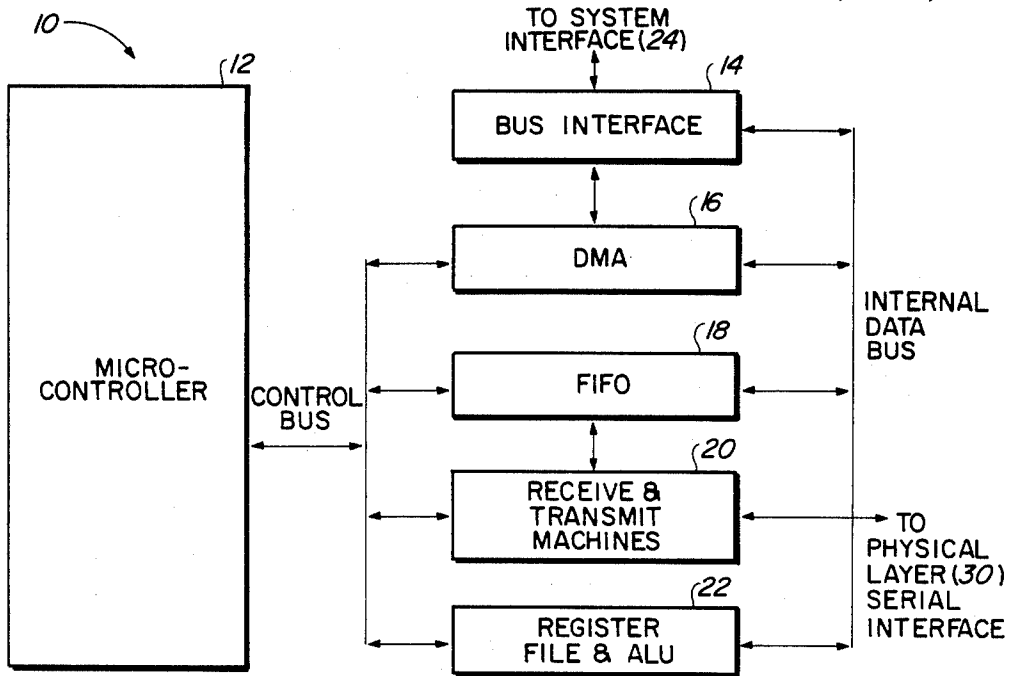 10
12
MICRO-
CONTROLLER
CONTROL
BUS
TO SYSTEM
INTERFACE (24)
14
BUS INTERFACE
16
DMA
18
FIFO
20
RECEIVE &
TRANSMIT
MACHINES
22
REGISTER
FILE & ALU
INTERNAL
DATA
BUS
TO
PHYSICAL
LAYER (30)
SERIAL
INTERFACE